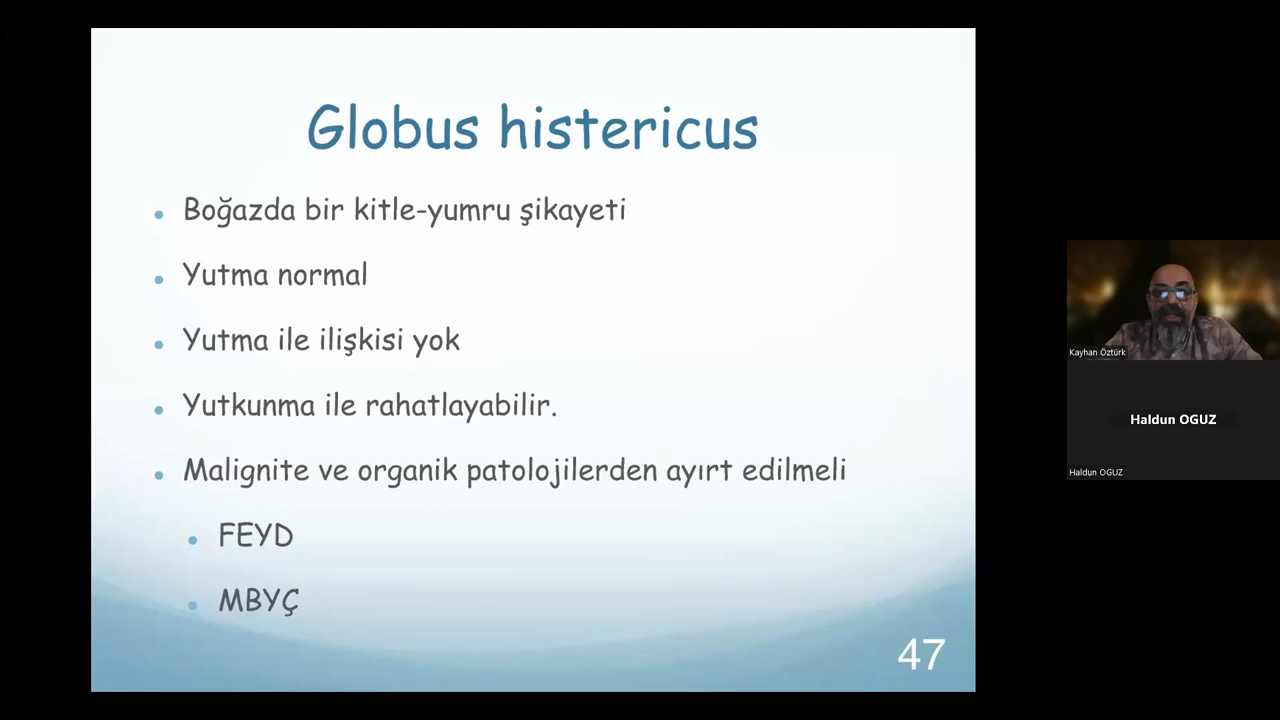 Globus histericus
Boğazda bir kitle-yumru şikayeti
Yutma normal
Yutma ile ilişkisi yok
Yutkunma ile rahatlayabilir.
Malignite ve organik patolojilerden ayırt edilmeli
FEYD
MBYÇ
47
Kayhan Öztürk
Haldun OGUZ
Haldun OGUZ